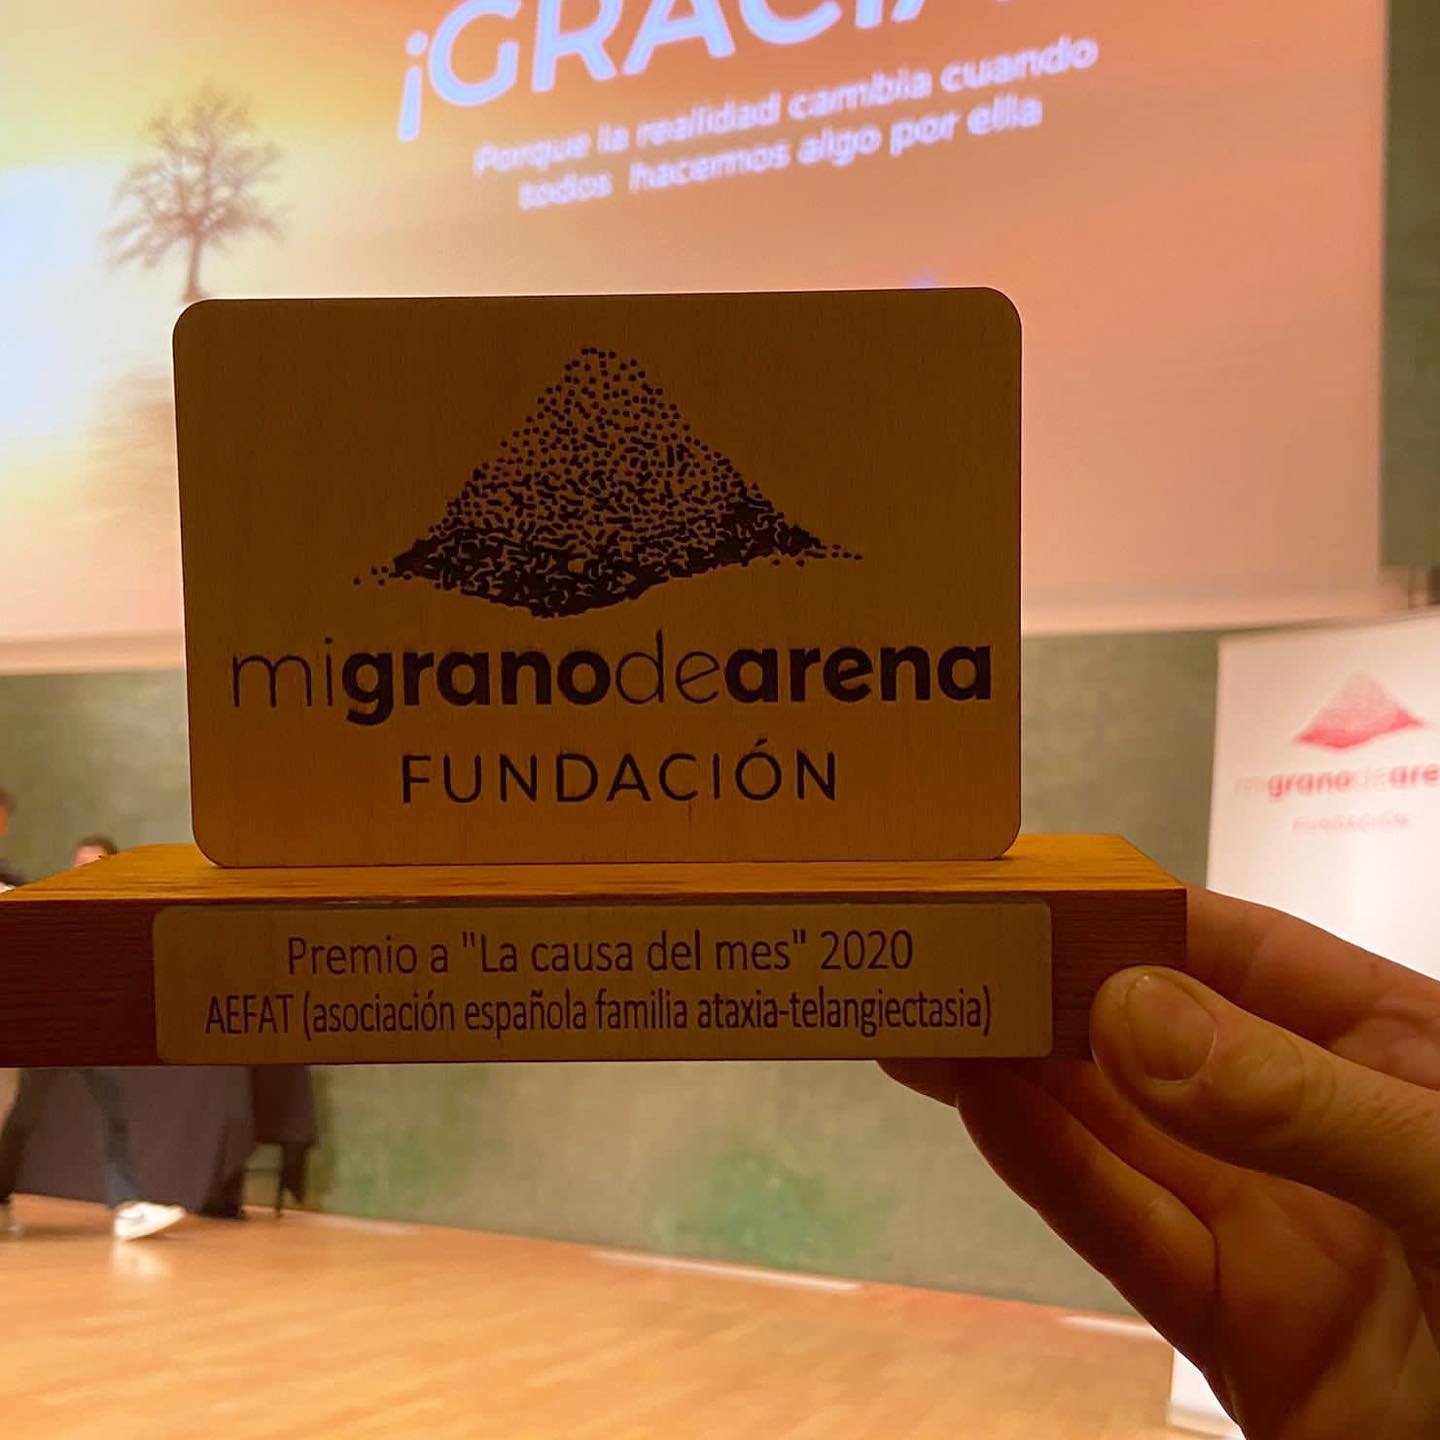 ¡GRACIA
Porque la realidad cambia cuando
todos hacemos algo por ella
migranodearena
FUNDACIÓN
migranodeare
FUNDACIÓN
Premio a "La causa del mes" 2020
AEFAT (asociación española familia ataxia-telangiectasia)